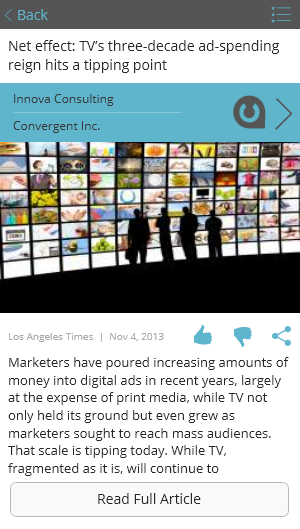 Back
Net effect: TV's three-decade ad-spending
reign hits a tipping point
Innova Consulting
Convergent Inc.
Los Angeles Times | Nov 4, 2013
Marketers have poured increasing amounts of
money into digital ads in recent years, largely
at the expense of print media, while TV not
only held its ground but even grew as
marketers sought to reach mass audiences.
That scale is tipping today. While TV,
fragmented as it is, will continue to
Read Full Article